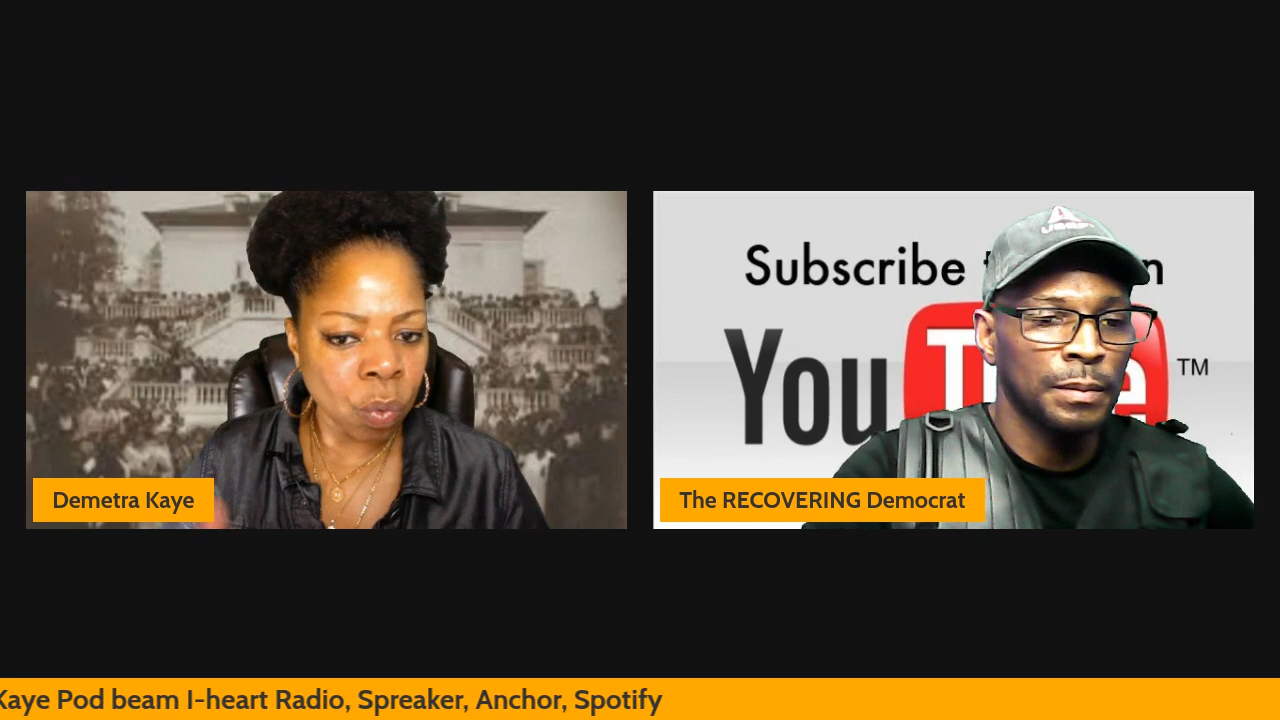 Subscribe
n
You
T
e
TM
Demetra Kaye
The RECOVERING Democrat
Kaye Pod beam I-heart Radio, Spreaker, Anchor, Spotify